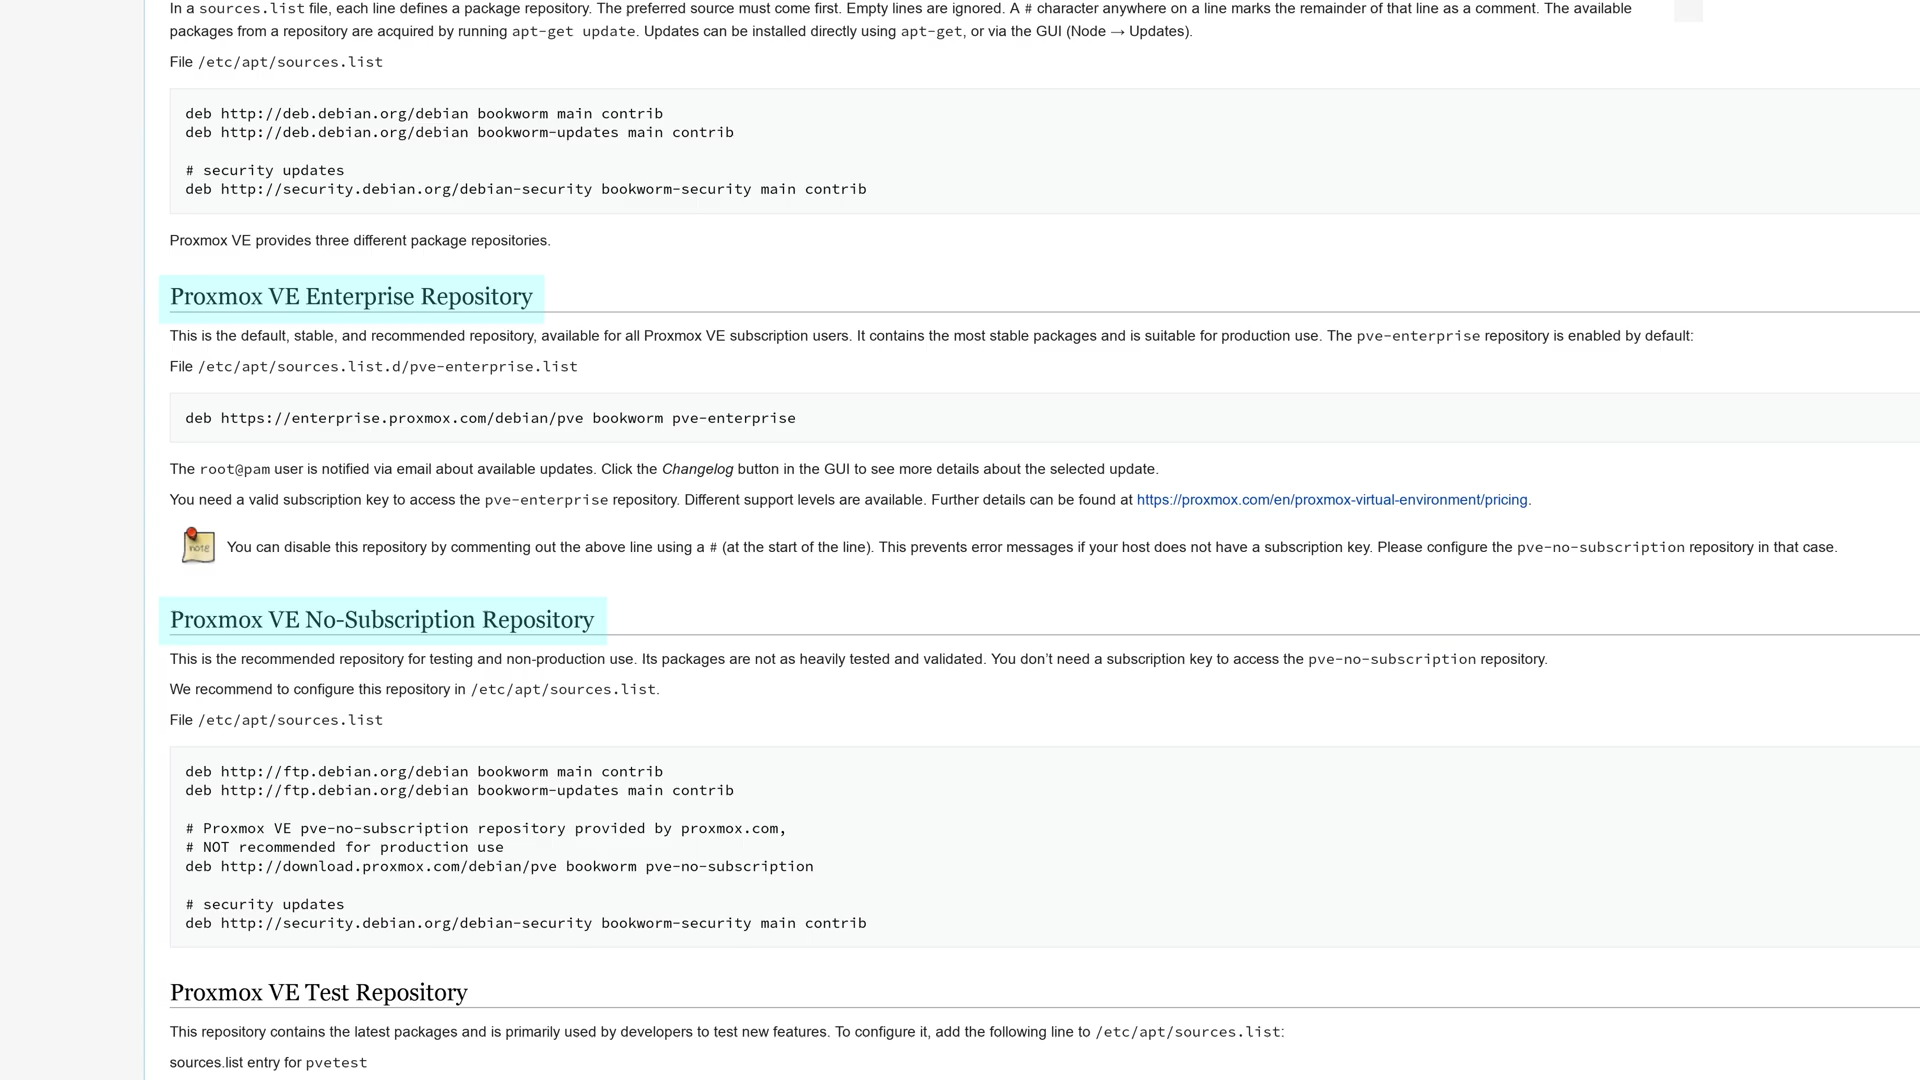 In a sources.list file, each line defines a package repository. The preferred source must come first. Empty lines are ignored. A # character anywhere on a line marks the remainder of that line as a comment. The available
packages from a repository are acquired by running apt-get update. Updates can be installed directly using apt-get, or via the GUI (Node → Updates).
File /etc/apt/sources.list
deb http://deb.debian.org/debian bookworm main contrib
deb http://deb.debian.org/debian bookworm-updates main contrib
# security updates
deb http://security.debian.org/debian-security bookworm-security main contrib
Proxmox VE provides three different package repositories.
Proxmox VE Enterprise Repository
This is the default, stable, and recommended repository, available for all Proxmox VE subscription users. It contains the most stable packages and is suitable for production use. The pve-enterprise repository is enabled by default:
File /etc/apt/sources.list.d/pve-enterprise.list
deb https://enterprise.proxmox.com/debian/pve bookworm pve-enterprise
The root@pam user is notified via email about available updates. Click the Changelog button in the GUI to see more details about the selected update.
You need a valid subscription key to access the pve-enterprise repository. Different support levels are available. Further details can be found at https://proxmox.com/en/proxmox-virtual-environment/pricing.
note You can disable this repository by commenting out the above line using a # (at the start of the line). This prevents error messages if your host does not have a subscription key. Please configure the pve-no-subscription repository in that case.
Proxmox VE No-Subscription Repository
This is the recommended repository for testing and non-production use. Its packages are not as heavily tested and validated. You don’t need a subscription key to access the pve-no-subscription repository.
We recommend to configure this repository in /etc/apt/sources.list.
File /etc/apt/sources.list
deb http://ftp.debian.org/debian bookworm main contrib
deb http://ftp.debian.org/debian bookworm-updates main contrib
# Proxmox VE pve-no-subscription repository provided by proxmox.com,
# NOT recommended for production use
deb http://download.proxmox.com/debian/pve bookworm pve-no-subscription
# security updates
deb http://security.debian.org/debian-security bookworm-security main contrib
Proxmox VE Test Repository
This repository contains the latest packages and is primarily used by developers to test new features. To configure it, add the following line to /etc/apt/sources.list:
sources.list entry for pvetest